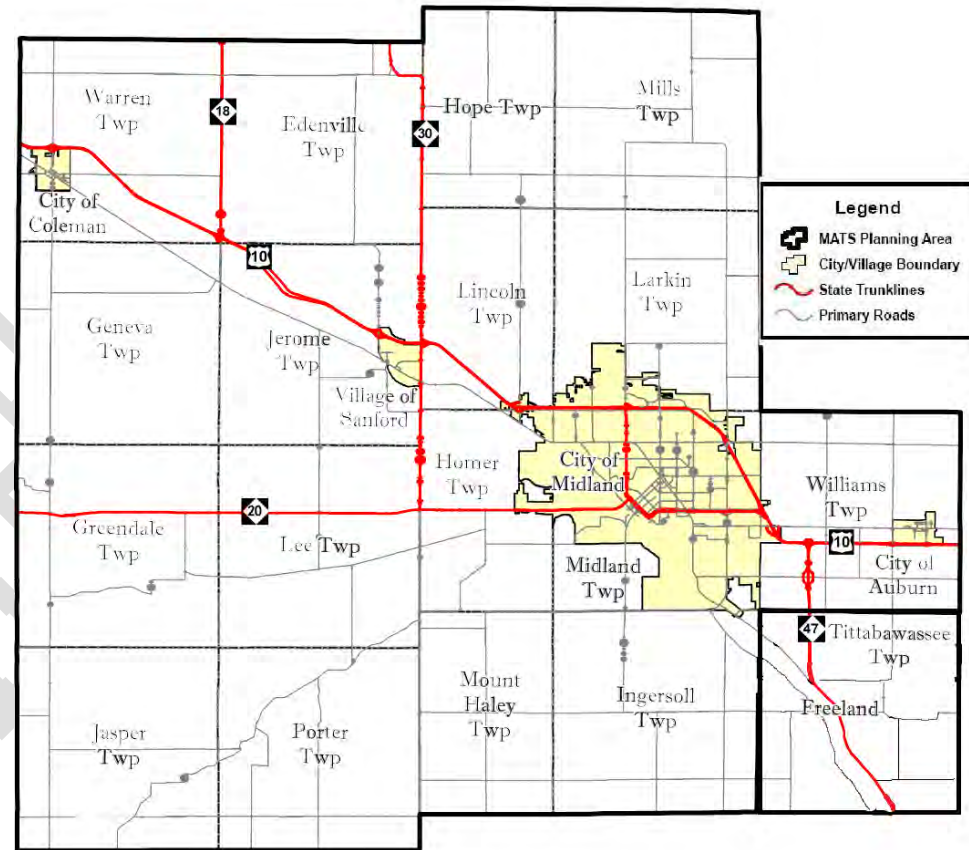 Warren
Twp
18
Edenville
Twp
30
Hope Twp
Mills
Twp
City of
Coleman
10
Legend
MATS Planning Area
City/Village Boundary
State Trunklines
Primary Roads
Geneva
Twp
Jerome
Twp
Lincoln
Twp
Larkin
Twp
Village of
Sanford
Homer
Twp
City of
Midland
Williams
Twp
20
Greendale
Twp
Lee Twp
Midland
Twp
10
City of
Auburn
47
Tittabawassee
Twp
Jasper
Twp
Porter
Twp
Mount
Haley
Twp
Ingersoll
Twp
Freeland